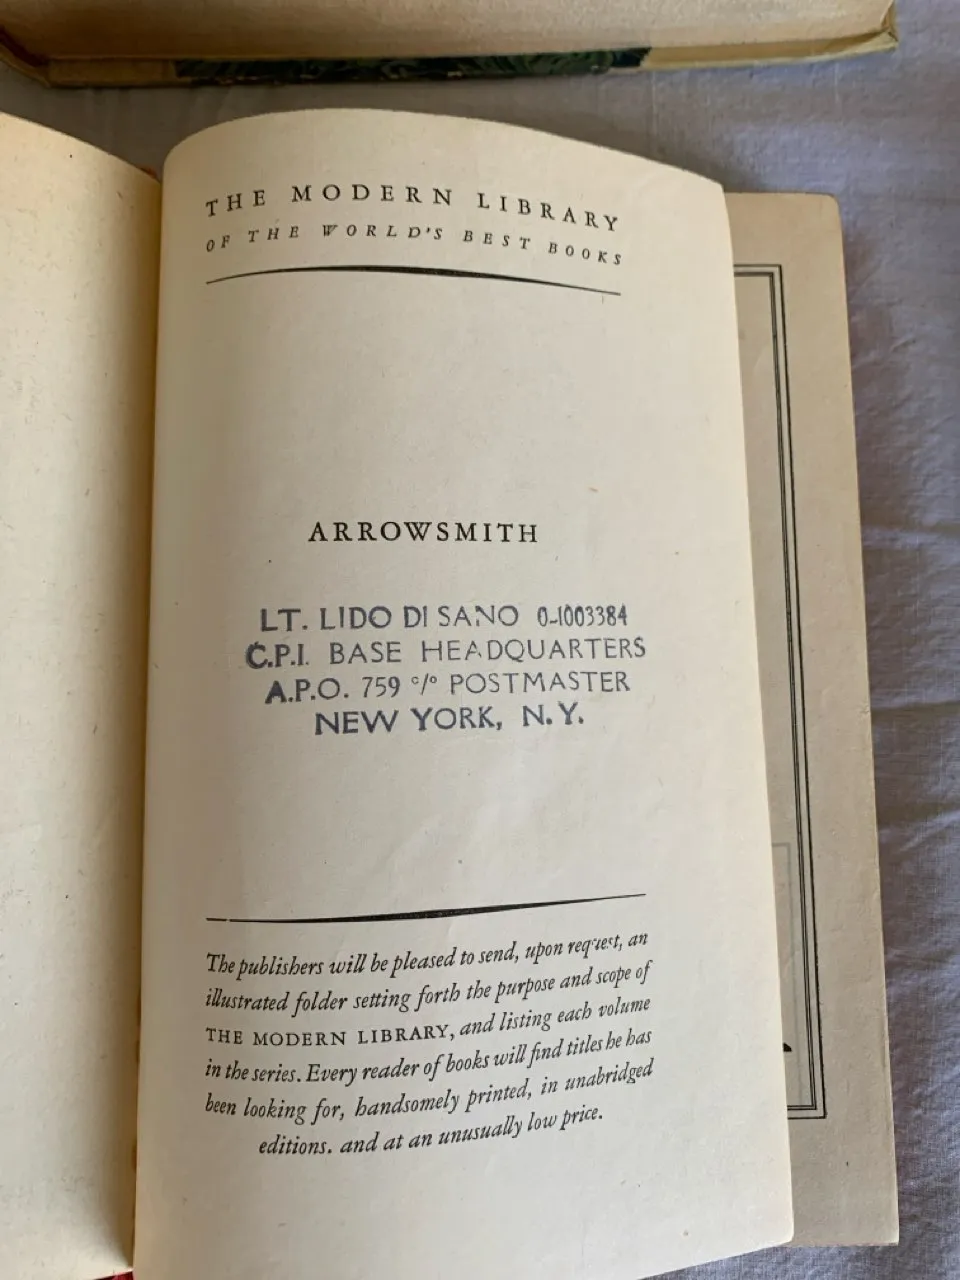 THE MODERN LIBRARY
OF THE WORLD'S BEST BOOKS
ARROWSMITH
LT. LIDO DI SANO 0-1003384
C.P.I. BASE HEADQUARTERS
A.P.O. 759 c/o POSTMASTER
NEW YORK, N.Y.
The publishers will be pleased to send, upon request, an
illustrated folder setting forth the purpose and scope of
THE MODERN LIBRARY, and listing each volume
in the series. Every reader of books will find titles he has
been looking for, handsomely printed, in unabridged
editions. and at an unusually low price.